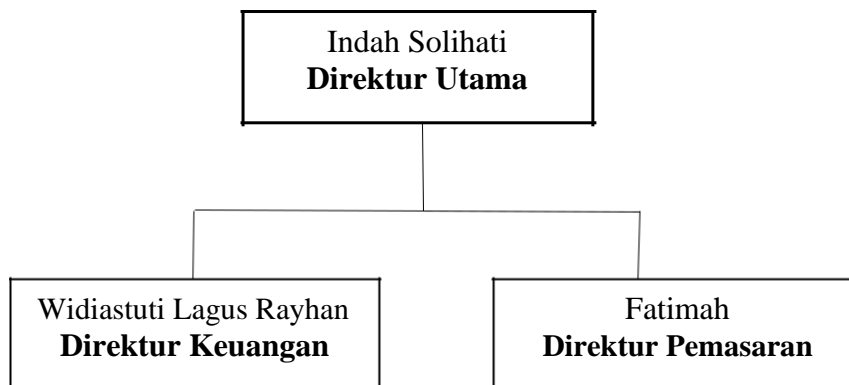 Indah Solihati
Direktur Utama
Widiastuti Lagus Rayhan
Direktur Keuangan
Fatimah
Direktur Pemasaran